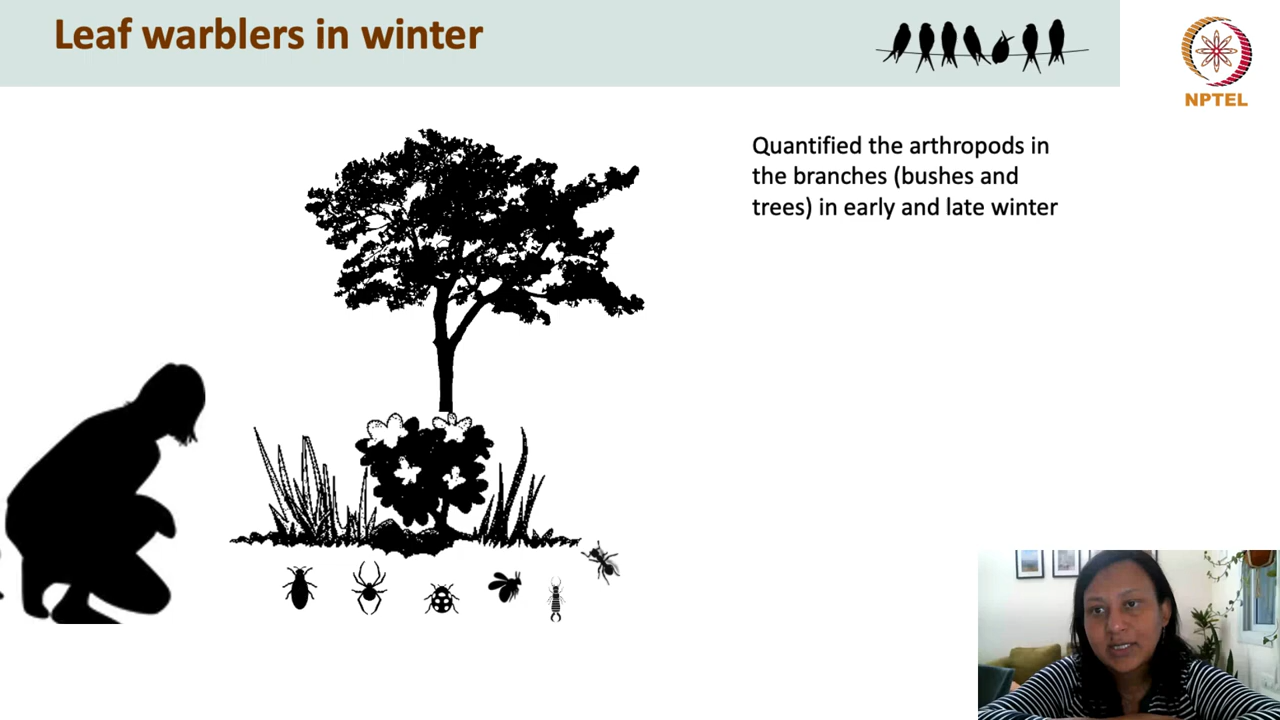 Leaf warblers in winter
NPTEL
Quantified the arthropods in
the branches (bushes and
trees) in early and late winter